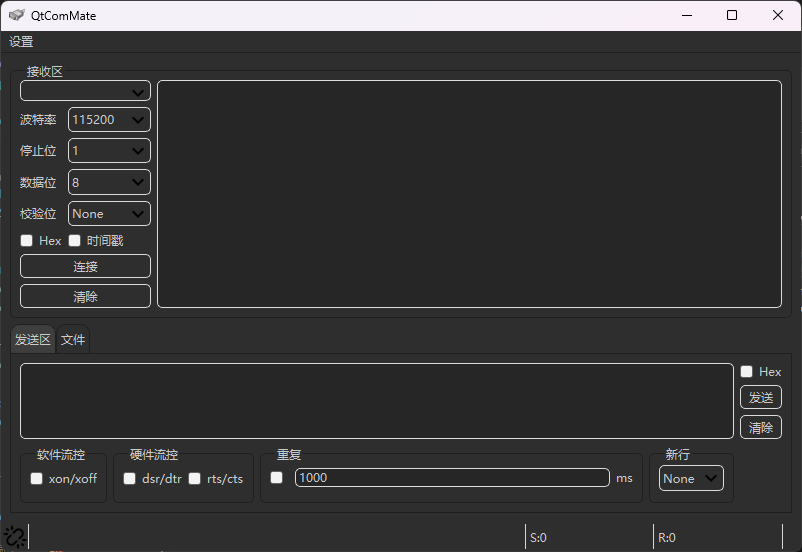 QtComMate
设置
接收区
波特率 115200
停止位 1
数据位 8
校验位 None
Hex 时间戳
连接
清除
发送区 文件
Hex
发送
清除
软件流控 硬件流控 重复 新行
xon/xoff dsr/dtr rts/cts 1000 ms None
S:0 R:0